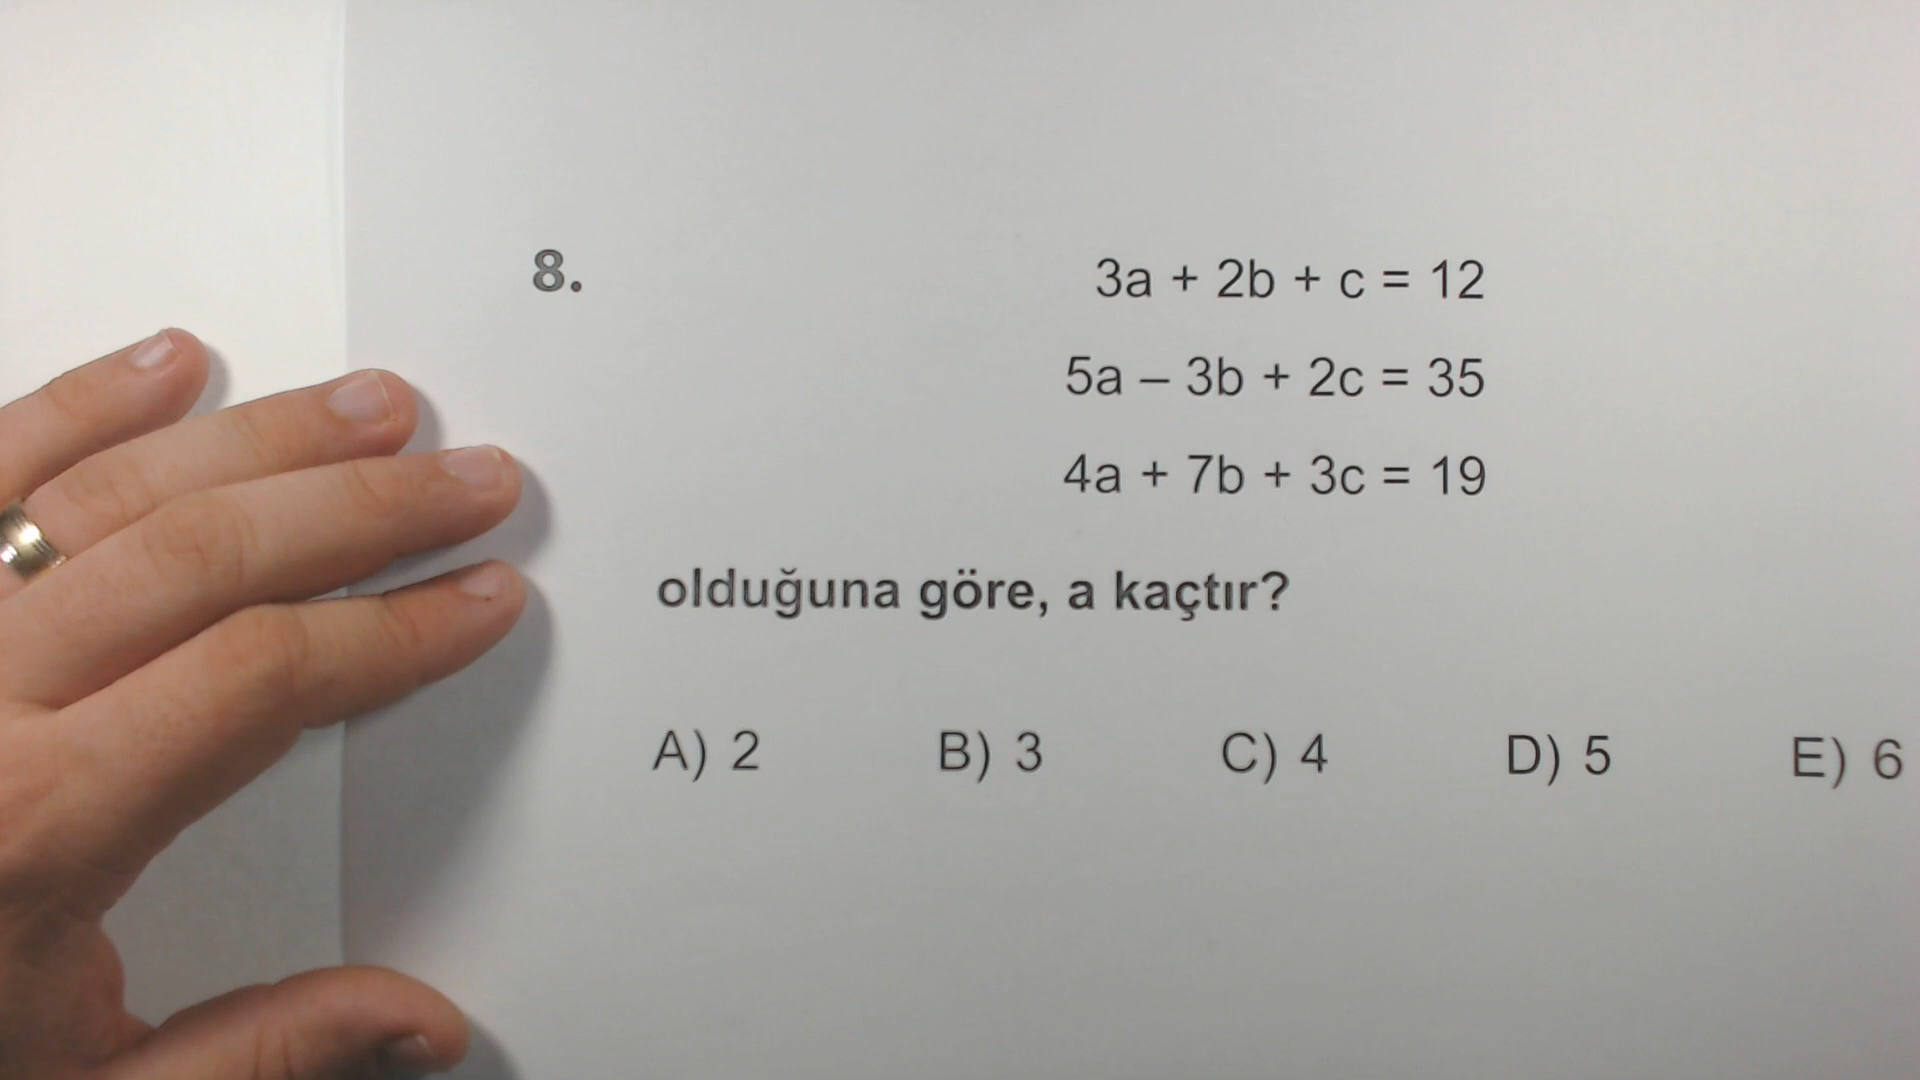 8. 3a + 2b + c = 12
5a – 3b + 2c = 35
4a + 7b + 3c = 19
olduğuna göre, a kaçtır?
A) 2 B) 3 C) 4 D) 5 E) 6